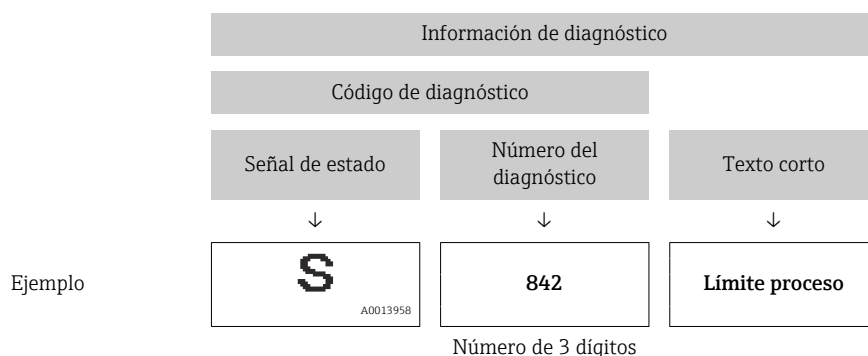 Información de diagnóstico
Código de diagnóstico
Señal de estado
Número del
diagnóstico
Texto corto
↓ ↓ ↓
Ejemplo
S
A0013958
842
Límite proceso
Número de 3 dígitos